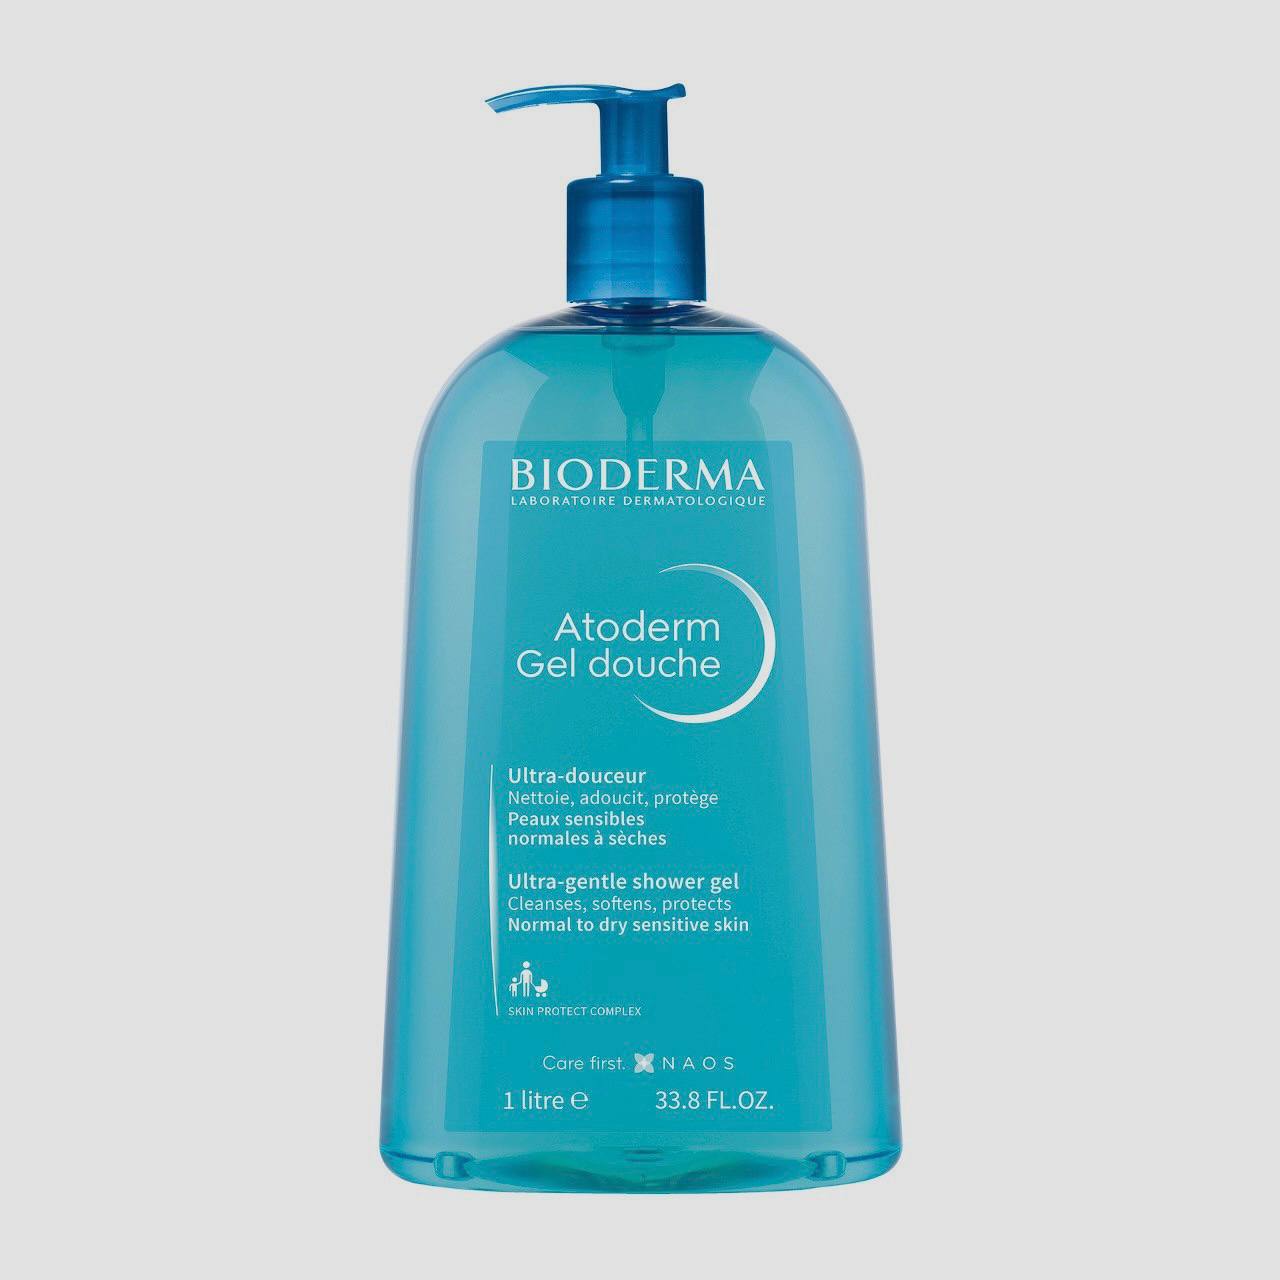 BIODERMA
LABORATOIRE DERMATOLOGIQUE
Atoderm
Gel douche
Ultra-douceur
Nettoie, adoucit, protège
Peaux sensibles
normales à sèches
Ultra-gentle shower gel
Cleanses, softens, protects
Normal to dry sensitive skin
SKIN PROTECT COMPLEX
Care first. NAOS
1 litre ℮ 33.8 FL.OZ.